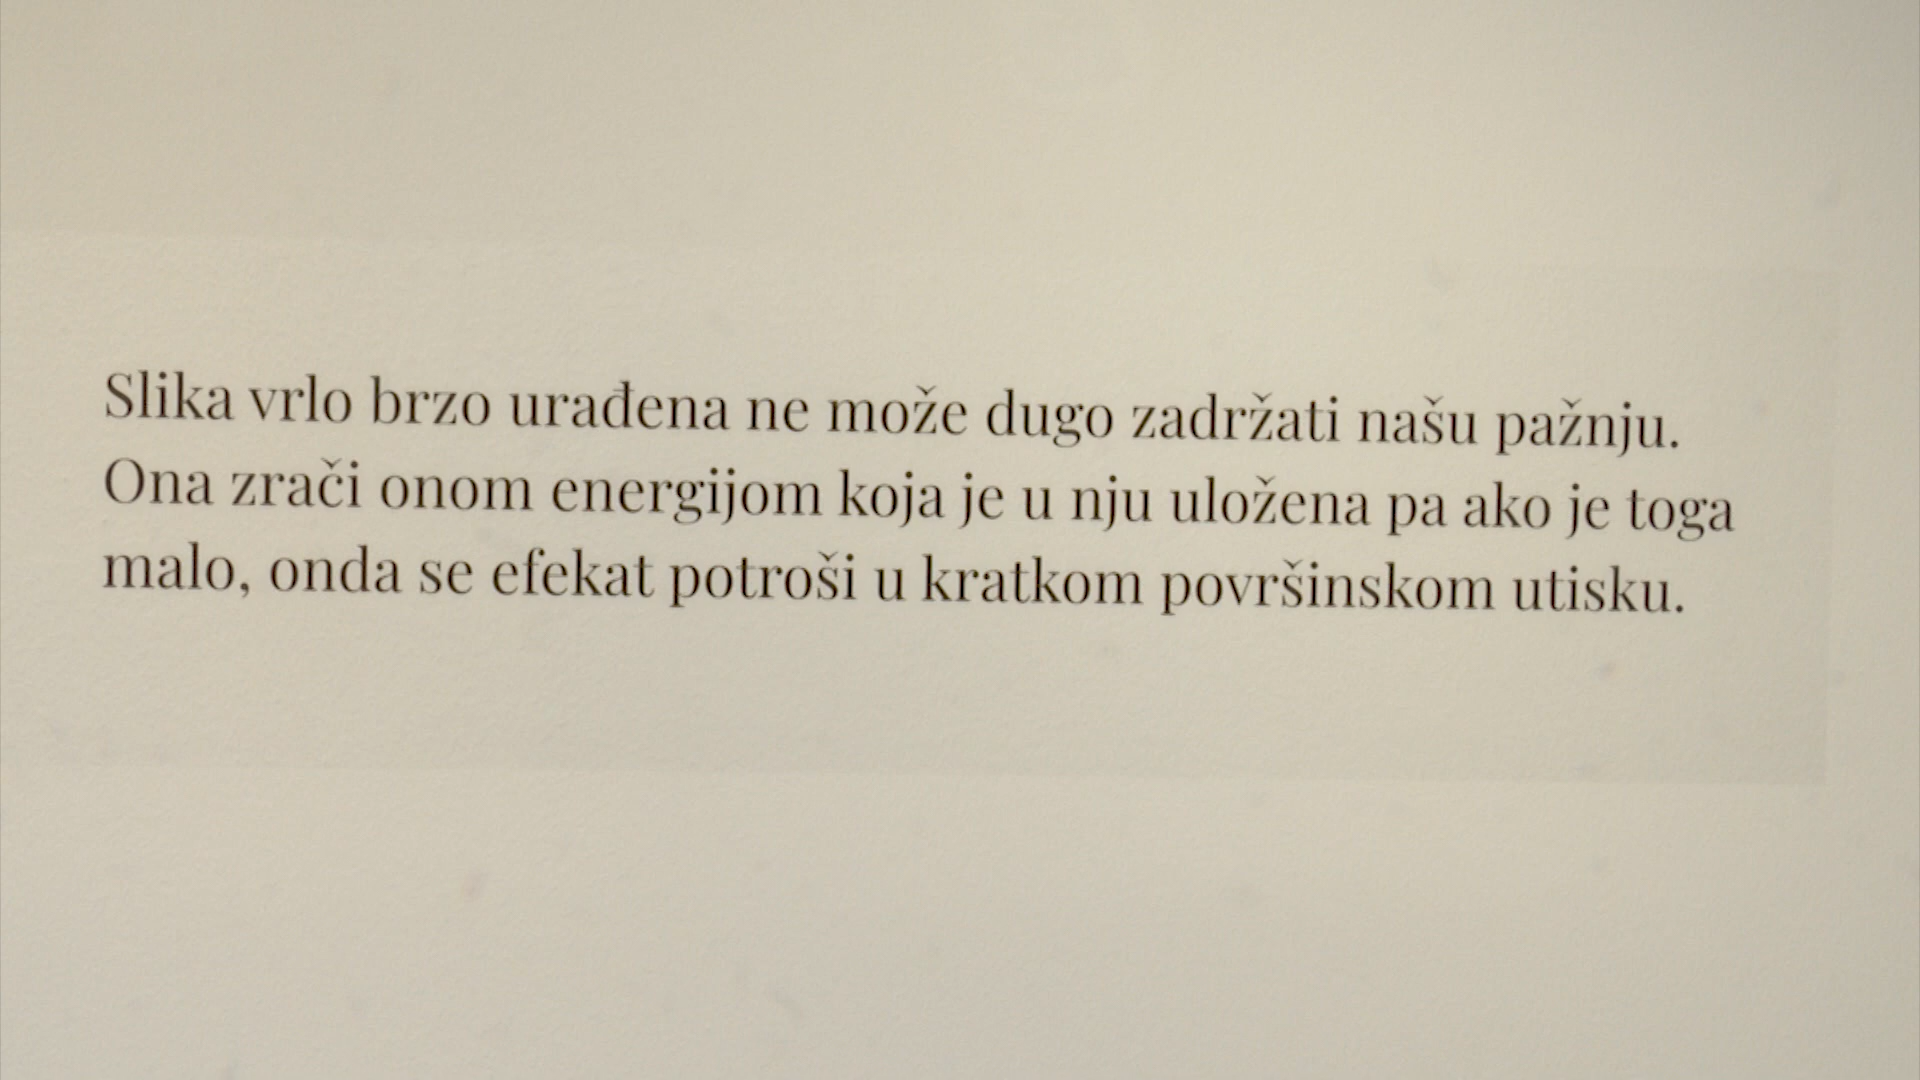 Slika vrlo brzo urađena ne može dugo zadržati našu pažnju.
Ona zrači onom energijom koja je u nju uložena pa ako je toga
malo, onda se efekat potroši u kratkom površinskom utisku.